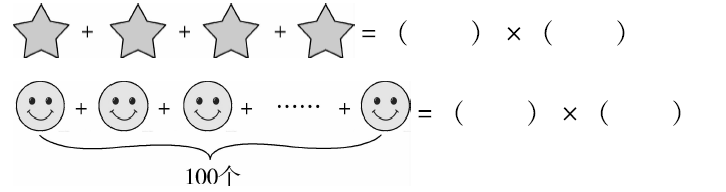 + + + = ( ) × ( )
+ + + …… + = ( ) × ( )
100个